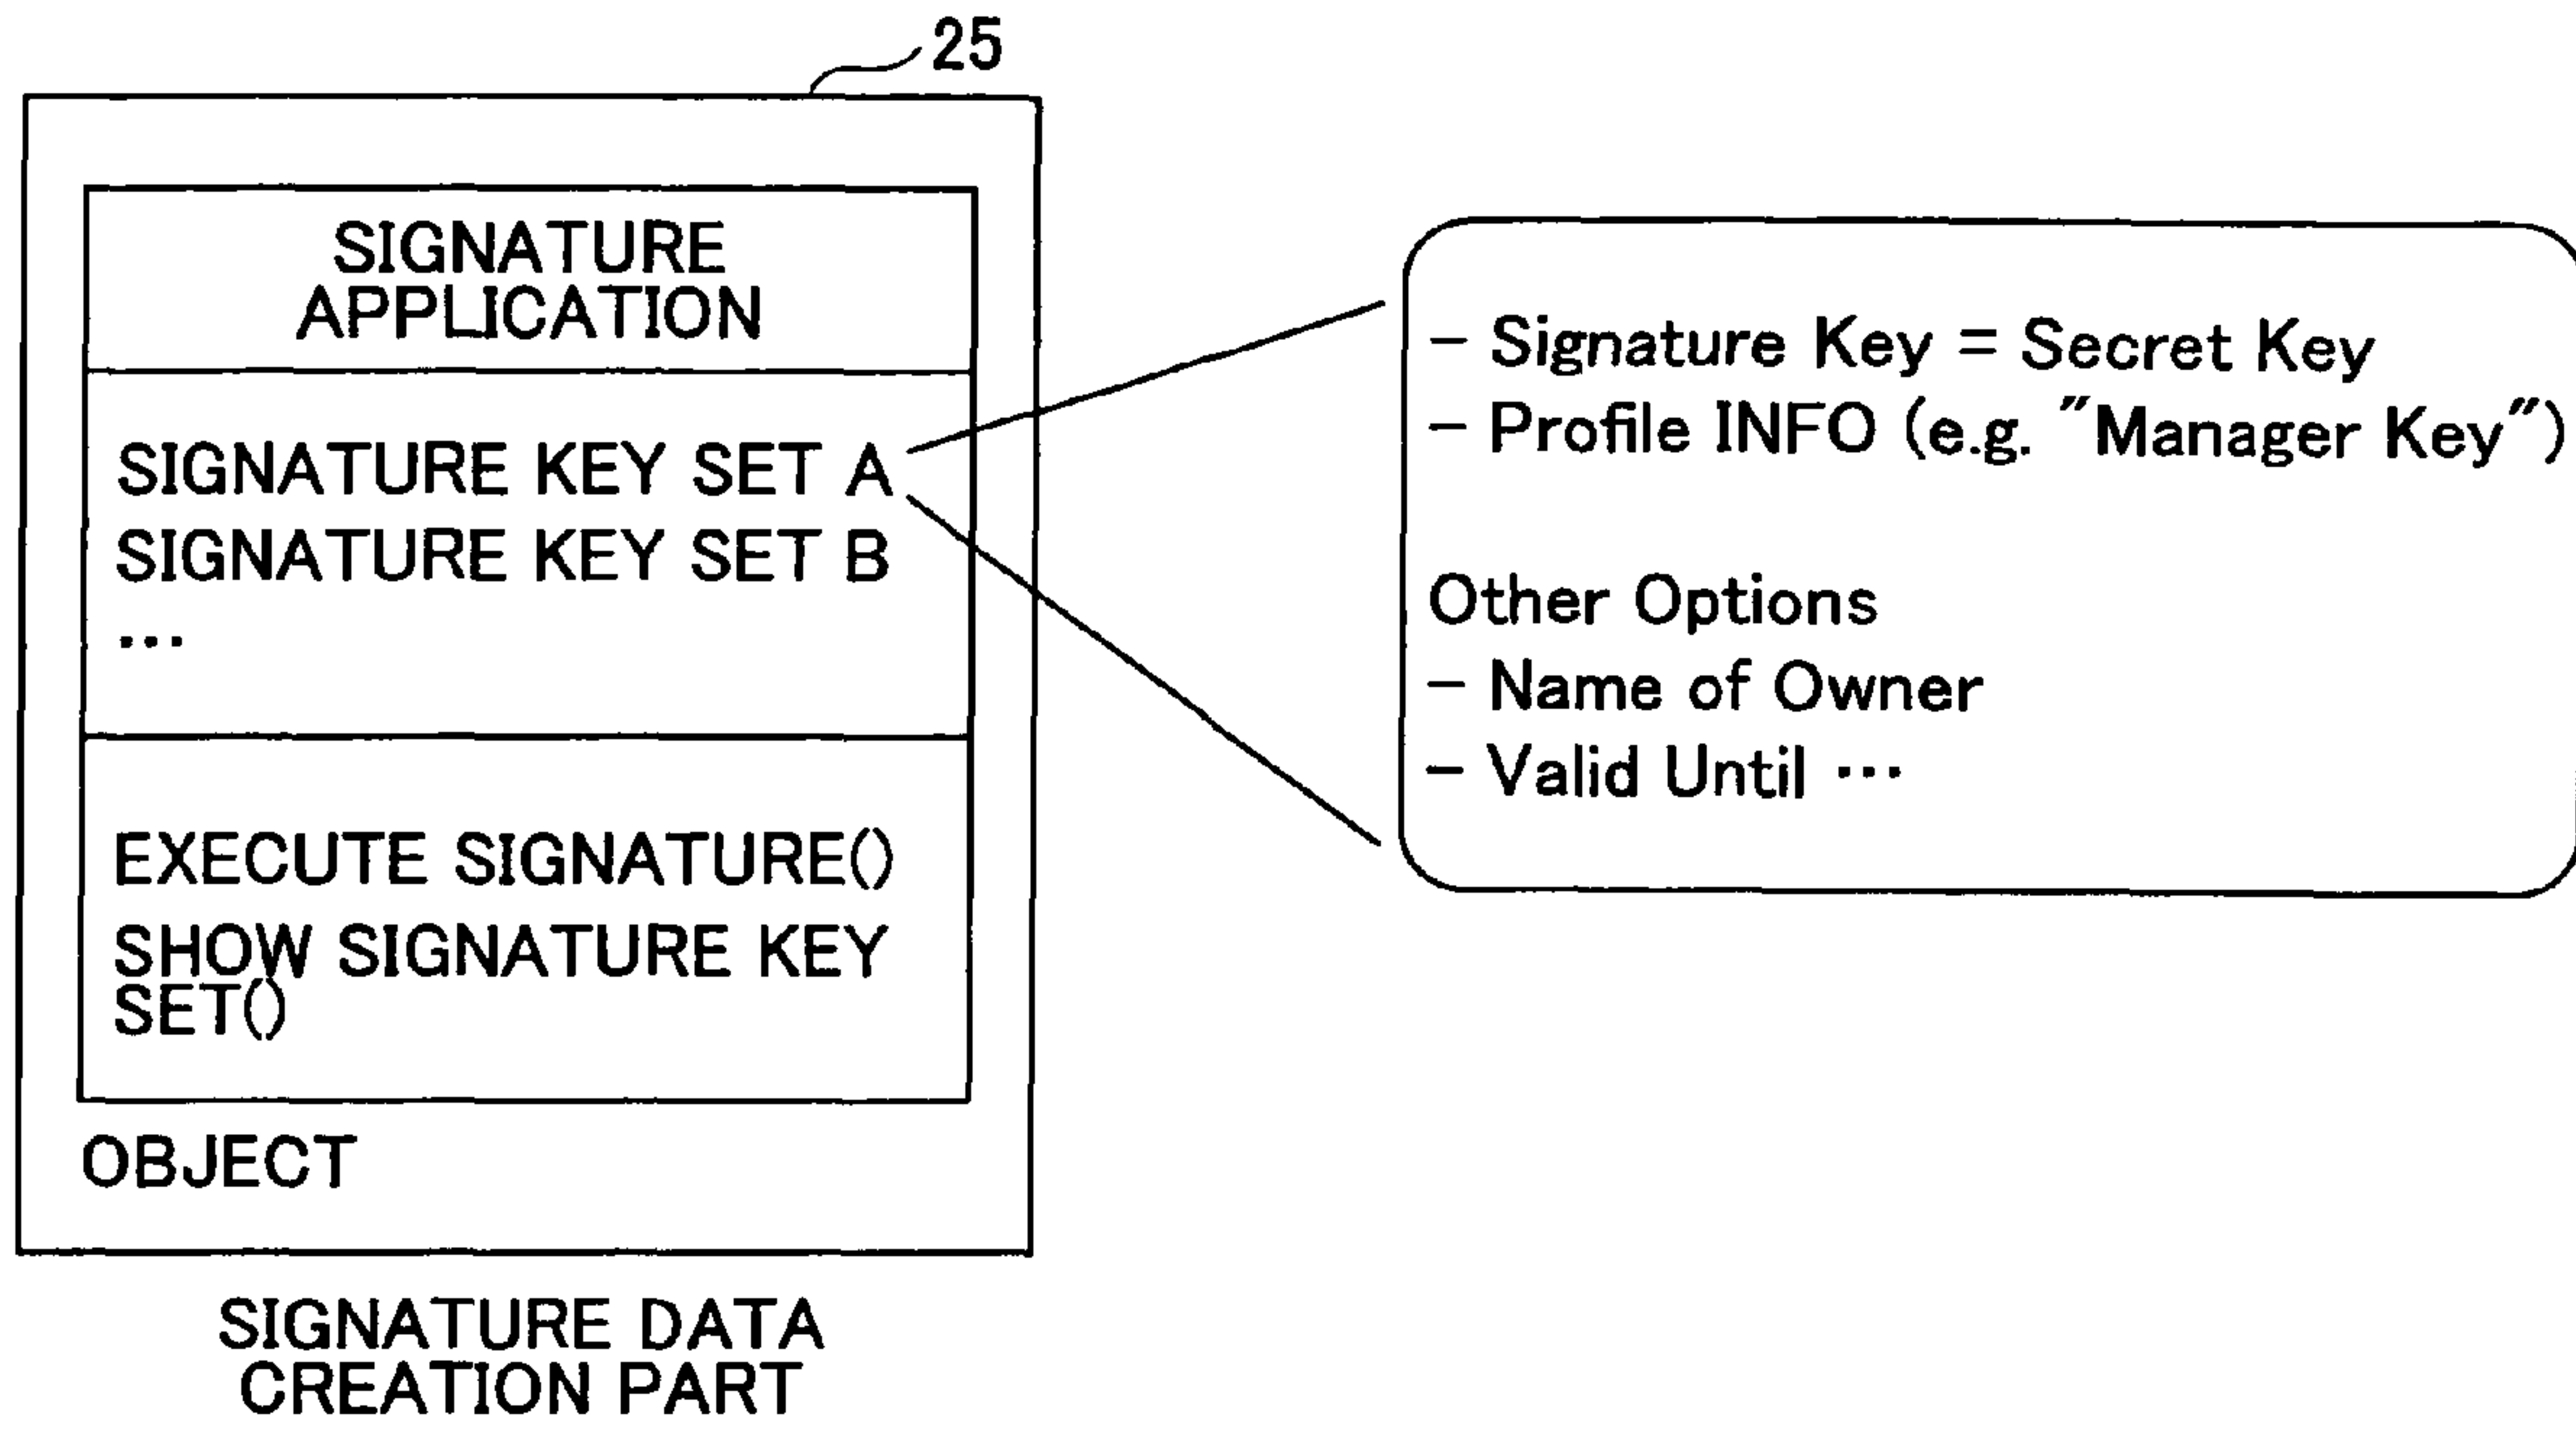 25
SIGNATURE
APPLICATION
SIGNATURE KEY SET A
SIGNATURE KEY SET B
...
EXECUTE SIGNATURE()
SHOW SIGNATURE KEY
SET()
OBJECT
SIGNATURE DATA
CREATION PART
- Signature Key = Secret Key
- Profile INFO (e.g. "Manager Key")
Other Options
- Name of Owner
- Valid Until ...